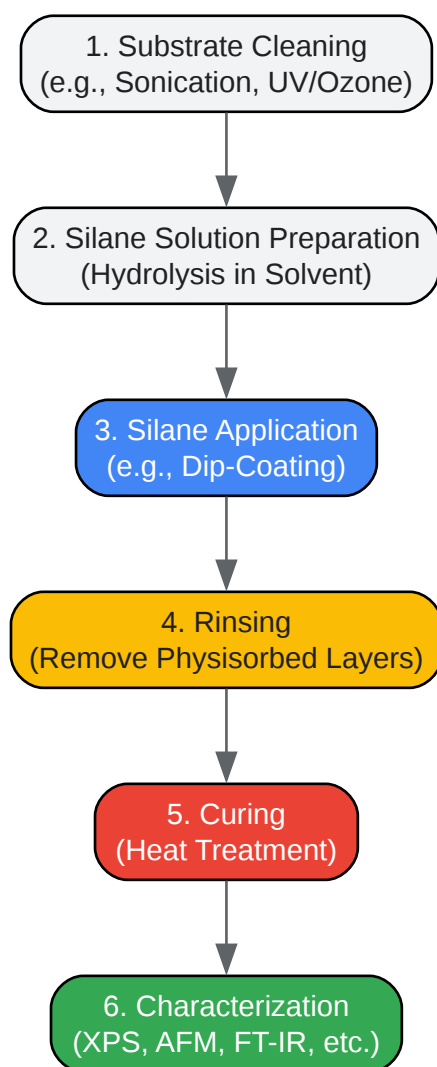 1. Substrate Cleaning
(e.g., Sonication, UV/Ozone)
2. Silane Solution Preparation
(Hydrolysis in Solvent)
3. Silane Application
(e.g., Dip-Coating)
4. Rinsing
(Remove Physisorbed Layers)
5. Curing
(Heat Treatment)
6. Characterization
(XPS, AFM, FT-IR, etc.)